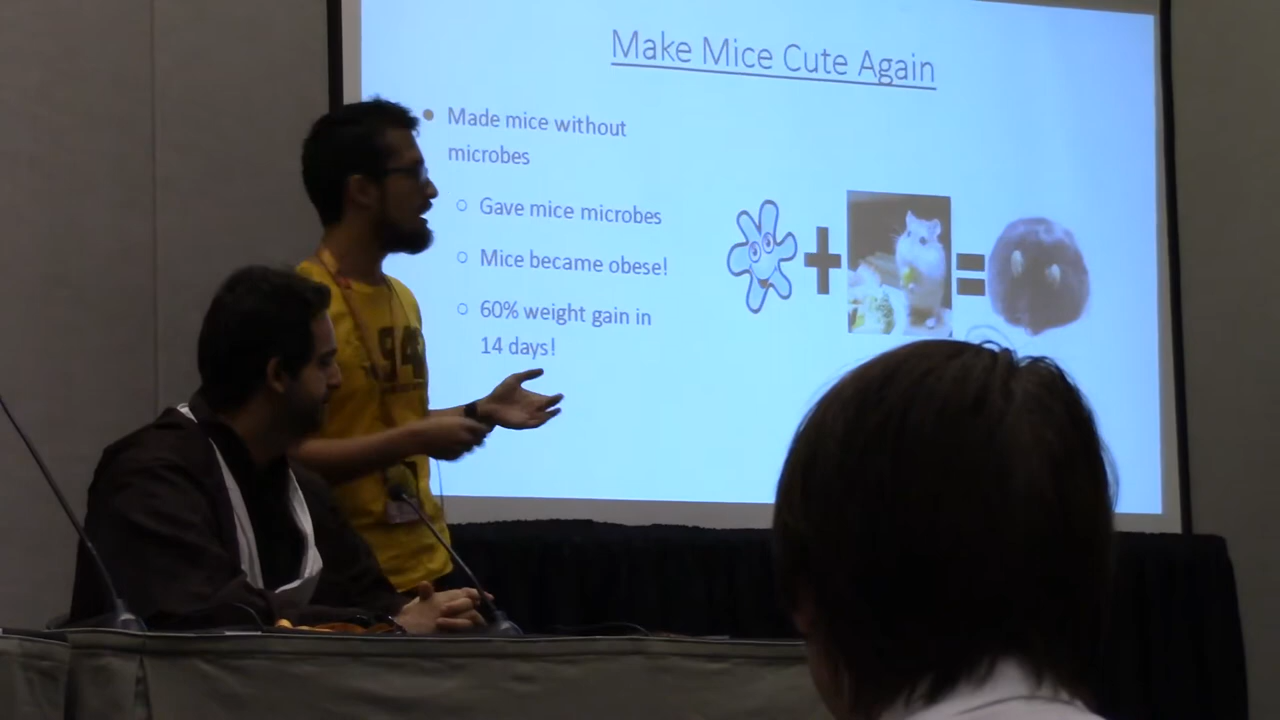 Make Mice Cute Again
Made mice without
microbes
Gave mice microbes
Mice became obese!
60% weight gain in
14 days!
94